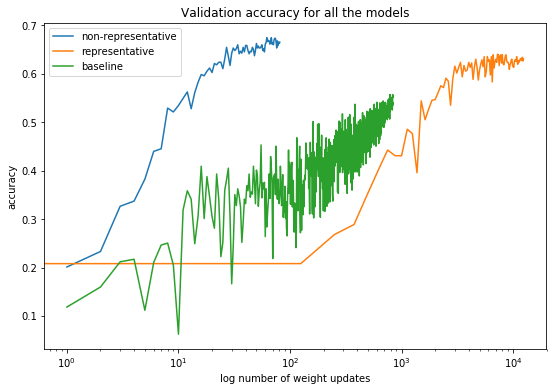 Validation accuracy for all the models
non-representative
representative
baseline
accuracy
0.7
0.6
0.5
0.4
0.3
0.2
0.1
10⁰
10¹
10²
10³
10⁴
log number of weight updates